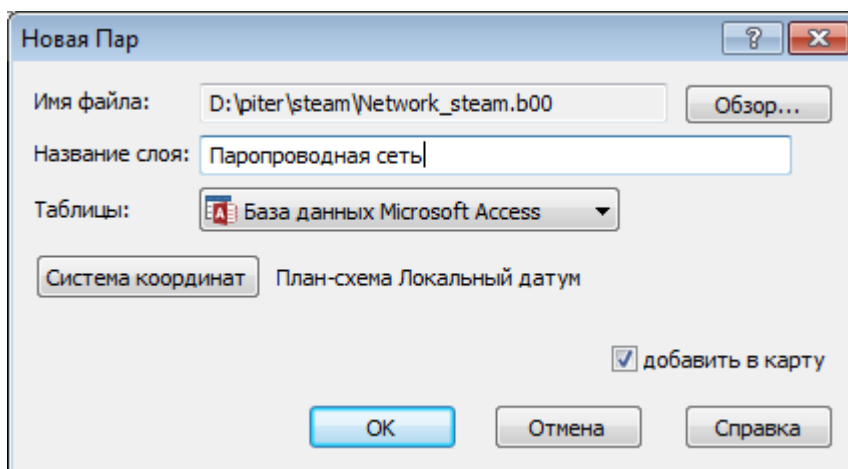 Новая Пар
Имя файла: D:\piter\steam\Network_steam.b00 Обзор...
Название слоя: Паропроводная сеть
Таблицы: База данных Microsoft Access
Система координат План-схема Локальный датум
добавить в карту
OK Отмена Справка